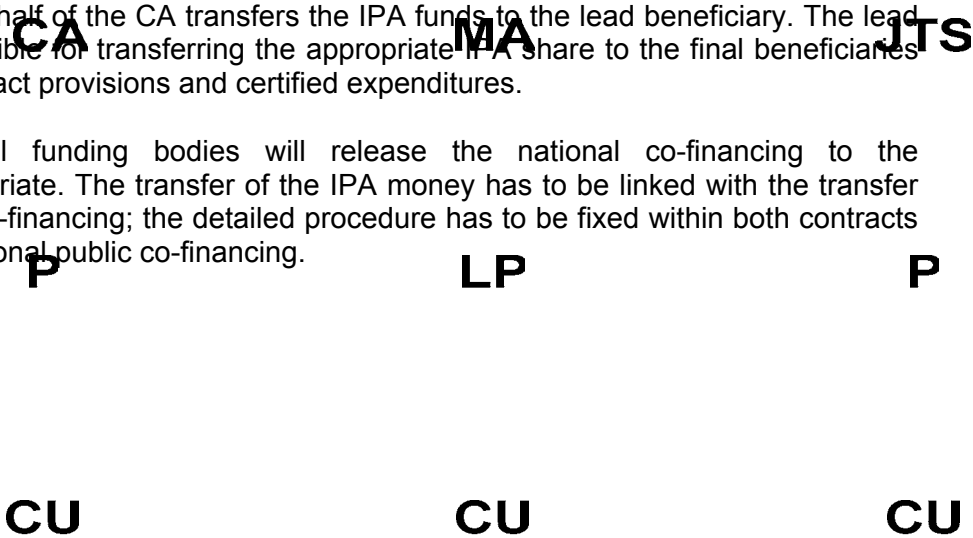 half of the CA transfers the IPA funds to the lead beneficiary. The lead
CA MA JTS
ible for transferring the appropriate IPA share to the final beneficiaries
act provisions and certified expenditures.
l funding bodies will release the national co-financing to the
riate. The transfer of the IPA money has to be linked with the transfer
-financing; the detailed procedure has to be fixed within both contracts
onal public co-financing.
P LP P
CU CU CU